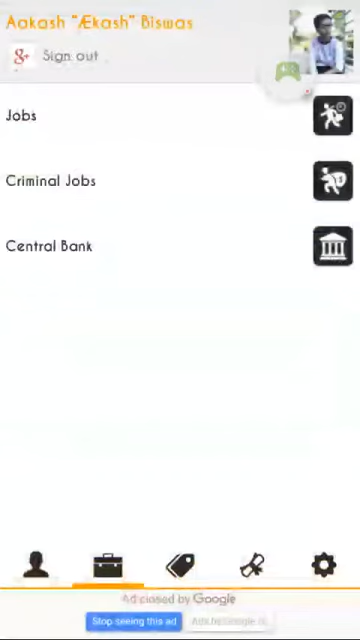 Aakash "Ækash" Biswas
g+ Sign out
Jobs
Criminal Jobs
Central Bank
Ad closed by Google
Stop seeing this ad